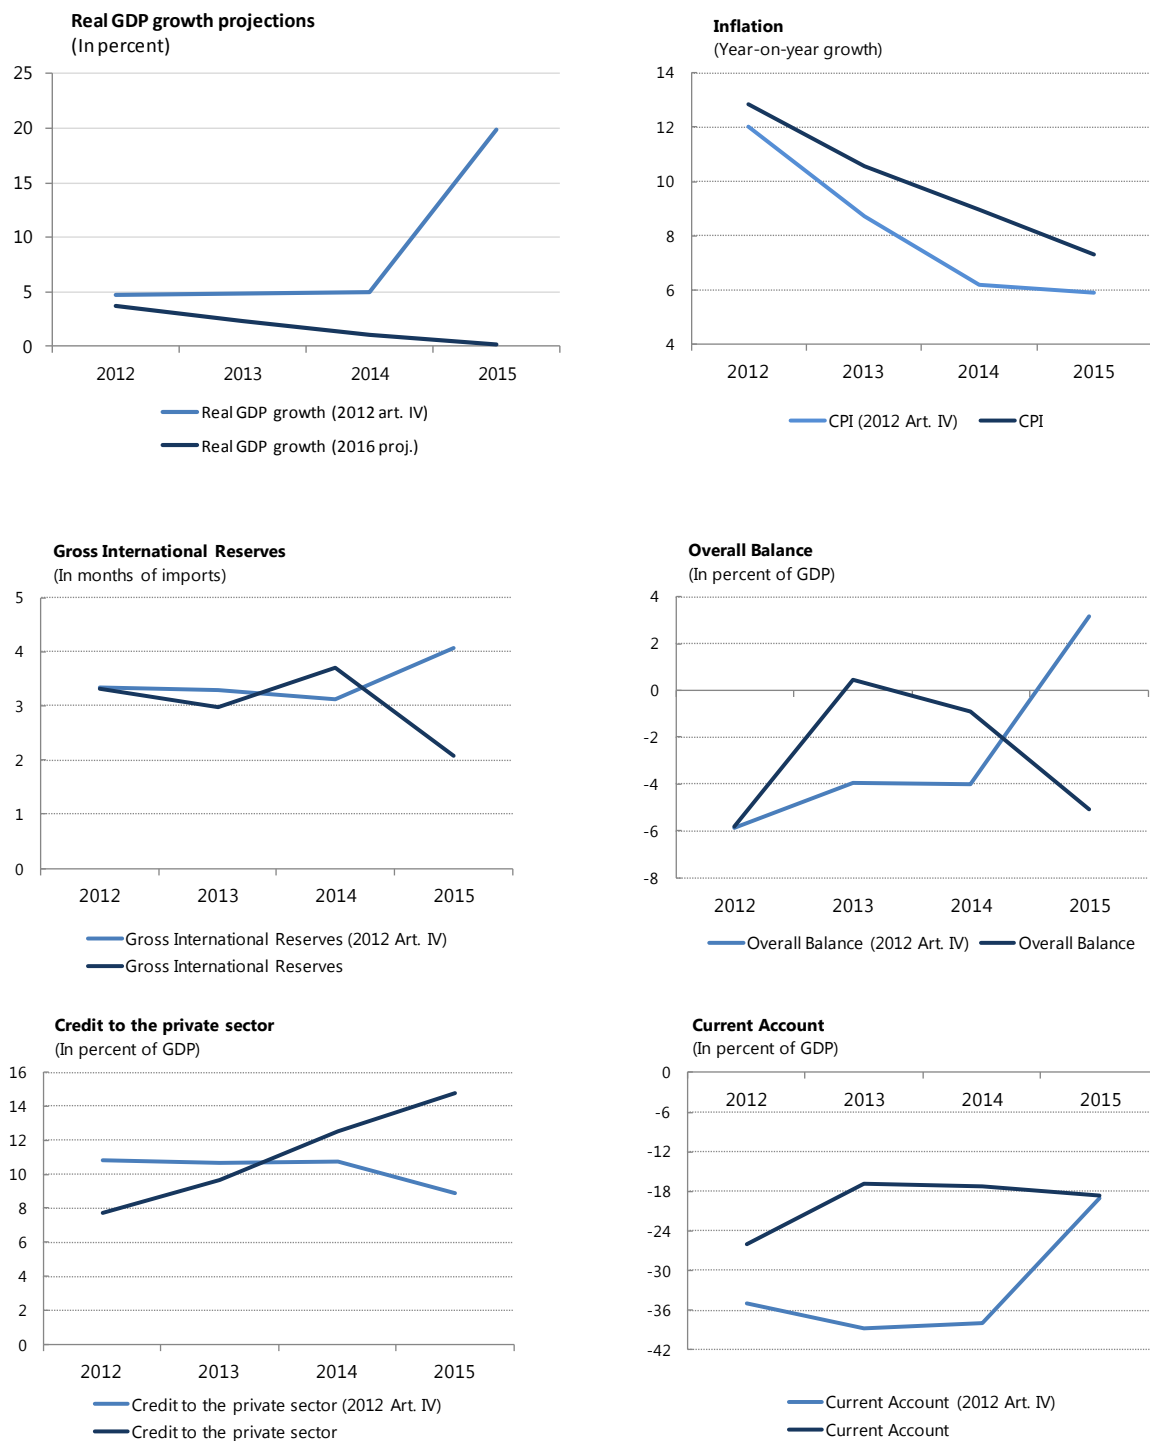 Real GDP growth projections
(In percent)
25
20
15
10
5
0
2012 2013 2014 2015
Real GDP growth (2012 art. IV)
Real GDP growth (2016 proj.)
Inflation
(Year-on-year growth)
14
12
10
8
6
4
2012 2013 2014 2015
CPI (2012 Art. IV) CPI
Gross International Reserves
(In months of imports)
5
4
3
2
1
0
2012 2013 2014 2015
Gross International Reserves (2012 Art. IV)
Gross International Reserves
Overall Balance
(In percent of GDP)
4
2
0
-2
-4
-6
-8
2012 2013 2014 2015
Overall Balance (2012 Art. IV) Overall Balance
Credit to the private sector
(In percent of GDP)
16
14
12
10
8
6
4
2
0
2012 2013 2014 2015
Credit to the private sector (2012 Art. IV)
Credit to the private sector
Current Account
(In percent of GDP)
0
2012 2013 2014 2015
-6
-12
-18
-24
-30
-36
-42
Current Account (2012 Art. IV)
Current Account